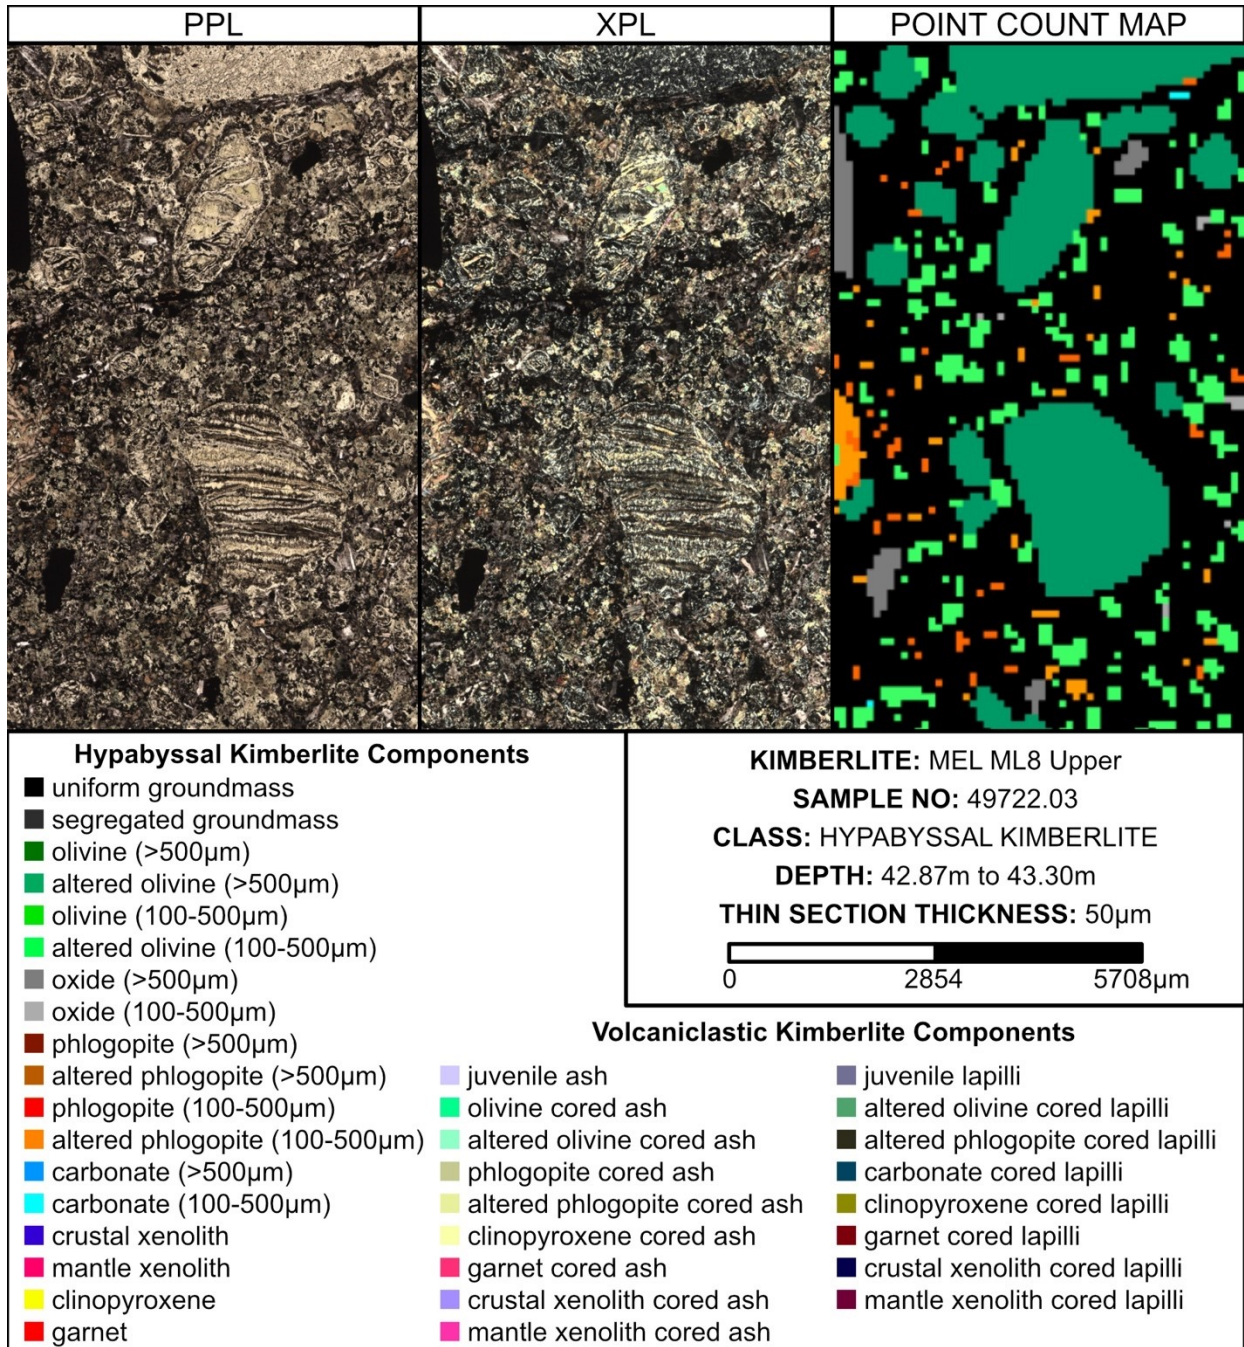 PPL
XPL
POINT COUNT MAP
Hypabyssal Kimberlite Components
uniform groundmass
segregated groundmass
olivine (>500µm)
altered olivine (>500µm)
olivine (100-500µm)
altered olivine (100-500µm)
oxide (>500µm)
oxide (100-500µm)
phlogopite (>500µm)
altered phlogopite (>500µm)
phlogopite (100-500µm)
altered phlogopite (100-500µm)
carbonate (>500µm)
carbonate (100-500µm)
crustal xenolith
mantle xenolith
clinopyroxene
garnet
KIMBERLITE: MEL ML8 Upper
SAMPLE NO: 49722.03
CLASS: HYPABYSSAL KIMBERLITE
DEPTH: 42.87m to 43.30m
THIN SECTION THICKNESS: 50µm
0 2854 5708µm
Volcaniclastic Kimberlite Components
juvenile ash
olivine cored ash
altered olivine cored ash
phlogopite cored ash
altered phlogopite cored ash
clinopyroxene cored ash
garnet cored ash
crustal xenolith cored ash
mantle xenolith cored ash
juvenile lapilli
altered olivine cored lapilli
altered phlogopite cored lapilli
carbonate cored lapilli
clinopyroxene cored lapilli
garnet cored lapilli
crustal xenolith cored lapilli
mantle xenolith cored lapilli